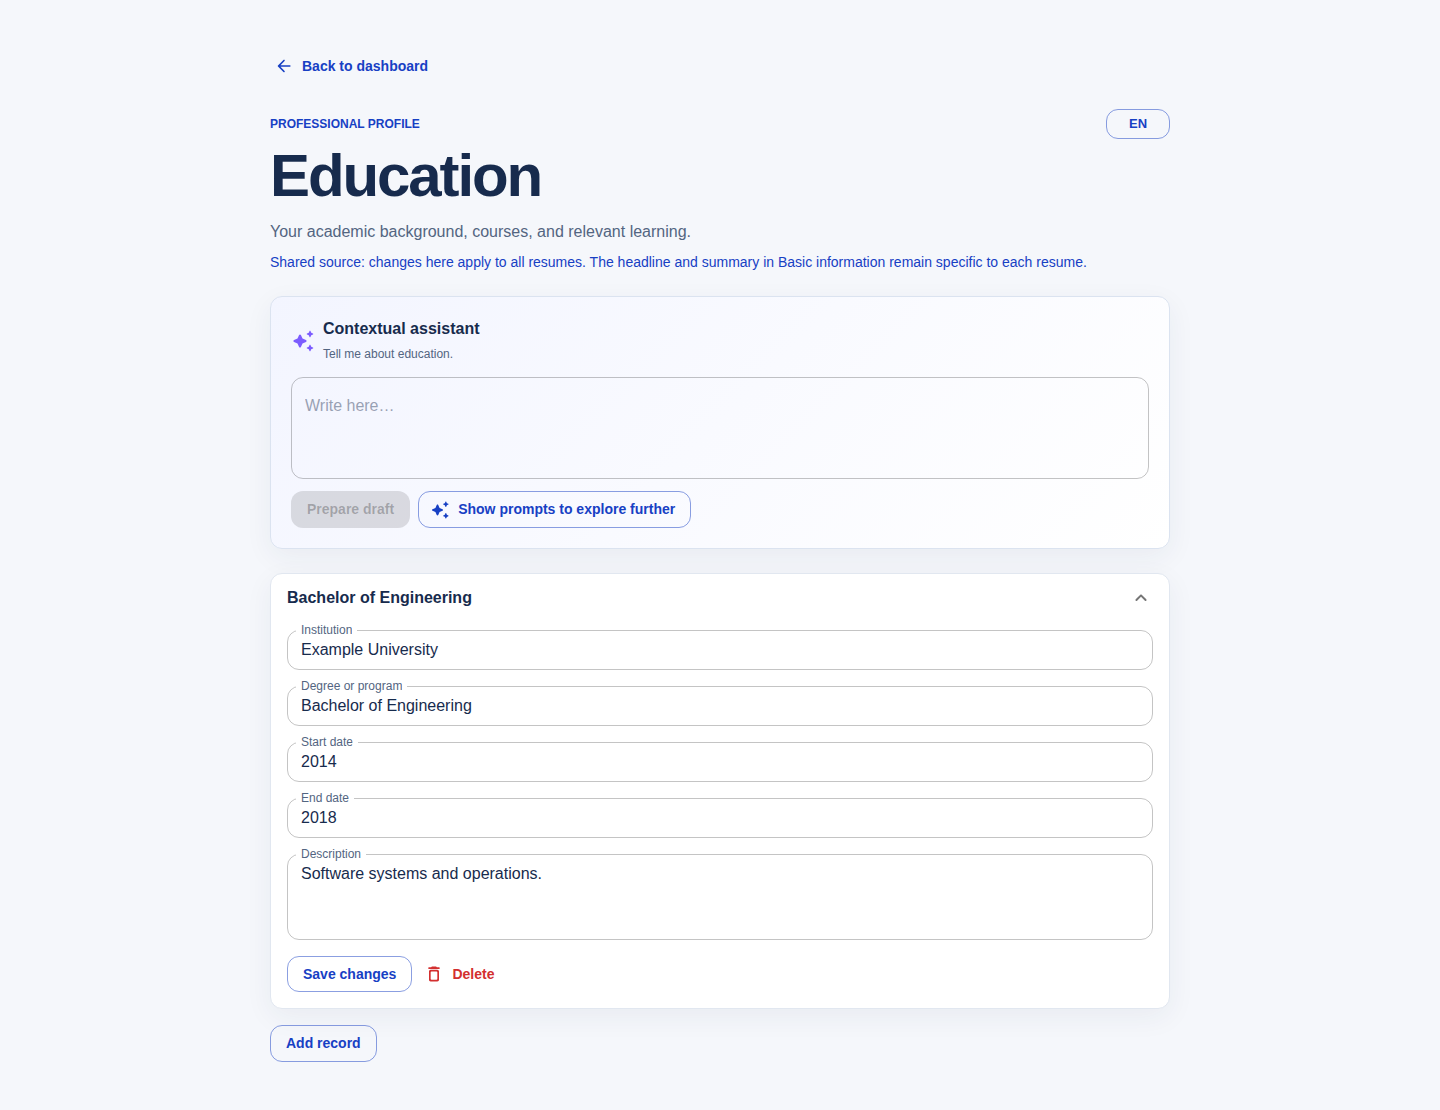 Back to dashboard
PROFESSIONAL PROFILE
EN
Education
Your academic background, courses, and relevant learning.
Shared source: changes here apply to all resumes. The headline and summary in Basic information remain specific to each resume.
Contextual assistant
Tell me about education.
Write here…
Prepare draft
Show prompts to explore further
Bachelor of Engineering
Institution
Example University
Degree or program
Bachelor of Engineering
Start date
2014
End date
2018
Description
Software systems and operations.
Save changes
Delete
Add record